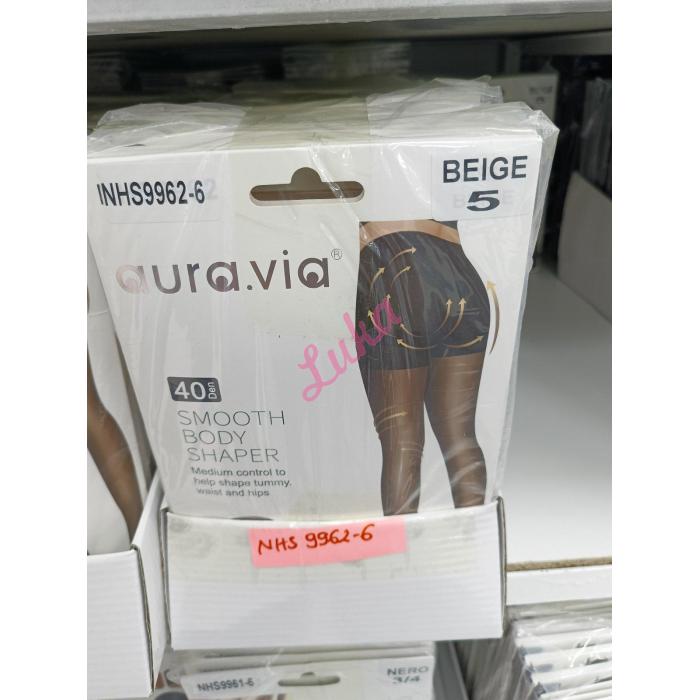 INHS9962-6
BEIGE
5
aura.via®
Luka
40 Den
SMOOTH
BODY
SHAPER
Medium control to
help shape tummy,
waist and hips
NHS 9962-6
NHS9961-6
NERO
3/4